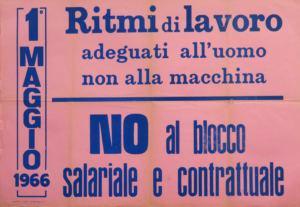 1° MAGGIO 1966
Ritmi di lavoro
adeguati all'uomo
non alla macchina
NO al blocco
salariale e contrattuale